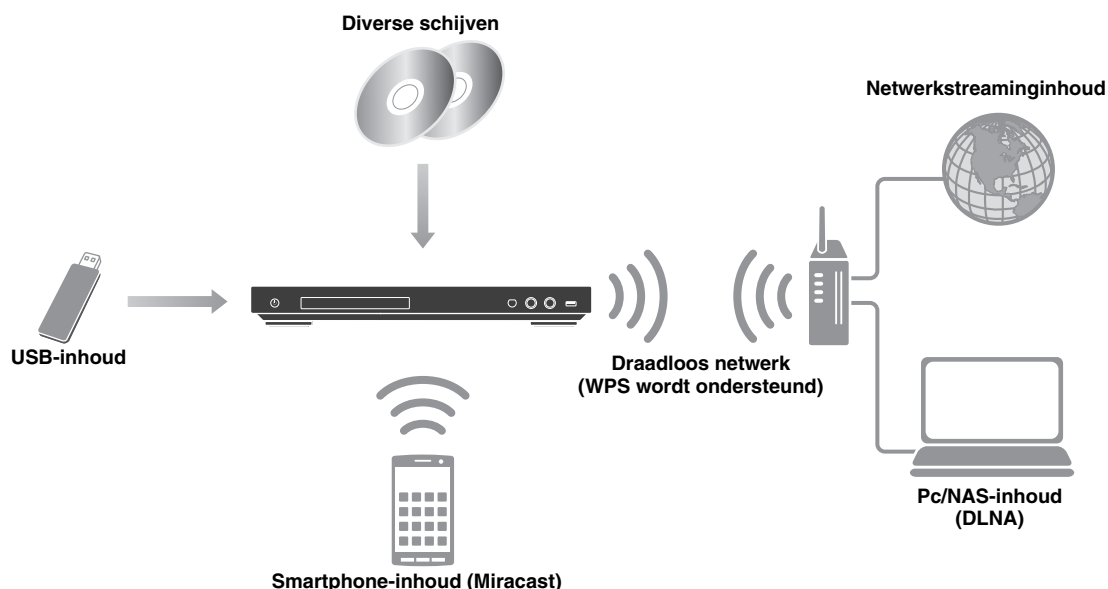 Diverse schijven
Netwerkstreaminginhoud
USB-inhoud
Draadloos netwerk
(WPS wordt ondersteund)
Pc/NAS-inhoud
(DLNA)
Smartphone-inhoud (Miracast)